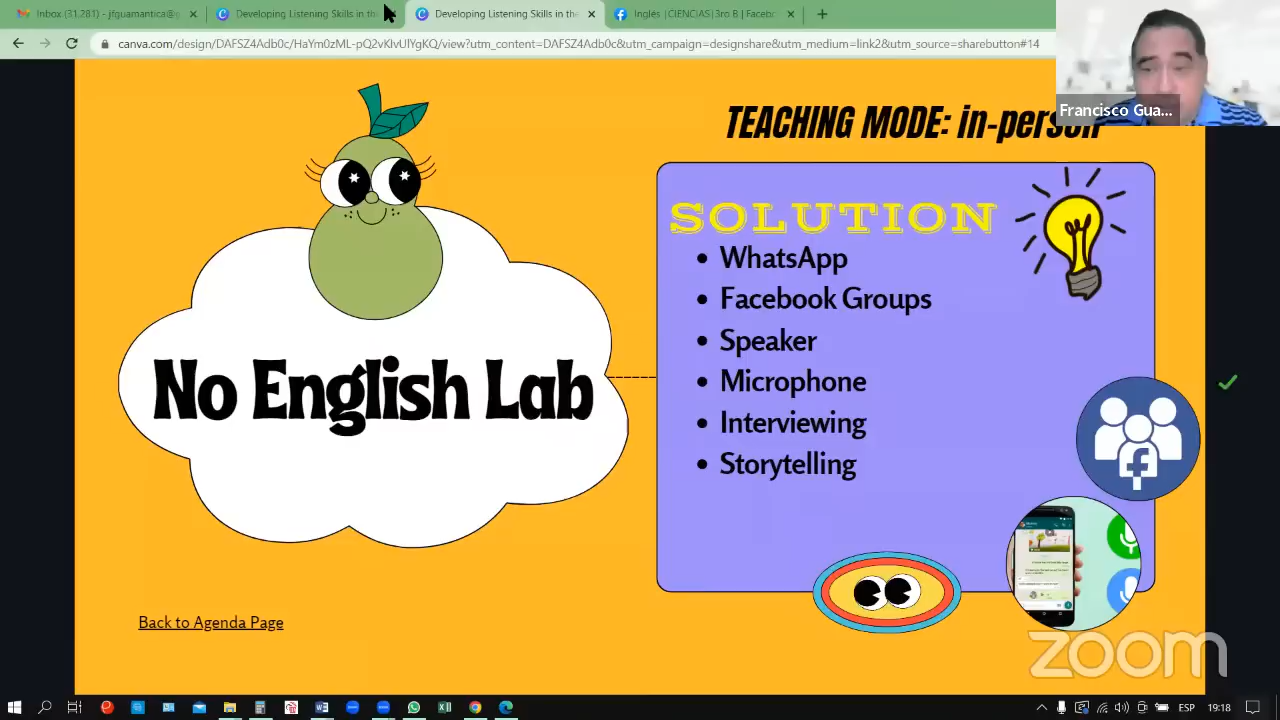 Inbox (31,281) - jfguamantica@
Developing Listening Skills in the
Developing Listening Skills in the
Inglés |CIENCIAS|3ro B | Faceb
canva.com/design/DAFSZ4Adb0c/HaYm0zML-pQ2vKlvUlYgKQ/view?utm_content=DAFSZ4Adb0c&utm_campaign=designshare&utm_medium=link2&utm_source=sharebutton#14
Francisco Gua...
TEACHING MODE: in-person
SOLUTION
• WhatsApp
• Facebook Groups
• Speaker
• Microphone
• Interviewing
• Storytelling
No English Lab
Back to Agenda Page
zoom
ESP
19:18